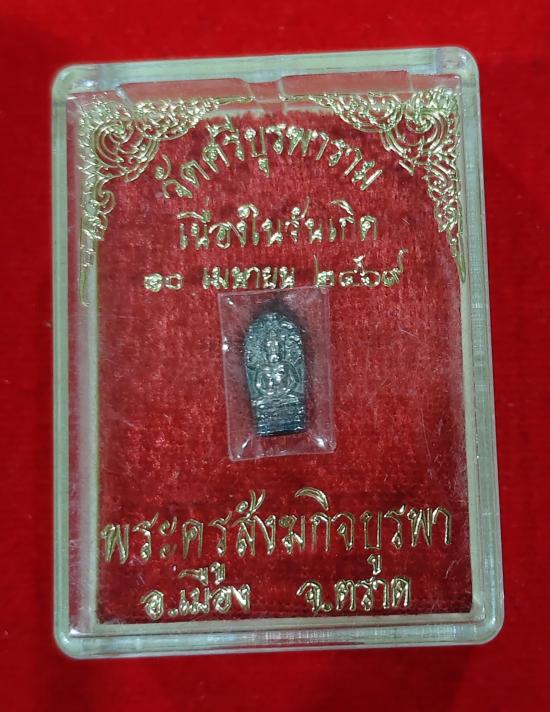 วัดศรีบูรพาราม
เนื่องในวันเกิด
๑๐ เมษายน ๒๕๖๙
พระครูสังฆกิจบูรพา
อ.เมือง จ.ตราด